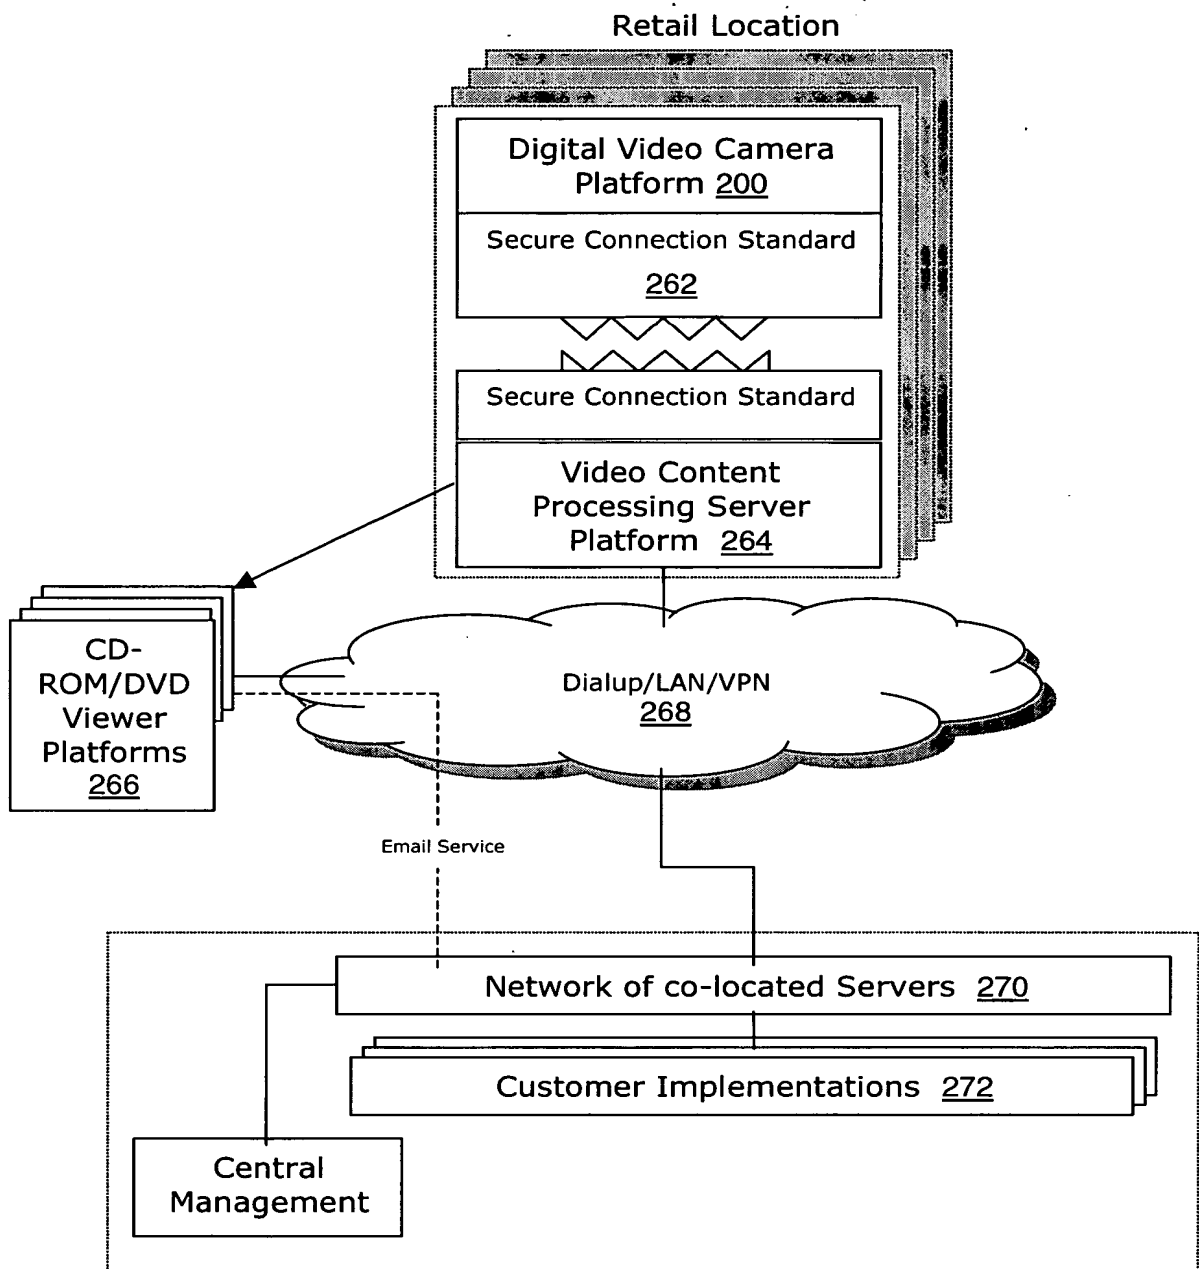 Retail Location
Digital Video Camera
Platform 200
Secure Connection Standard
262
Secure Connection Standard
Video Content
Processing Server
Platform 264
CD-
ROM/DVD
Viewer
Platforms
266
Dialup/LAN/VPN
268
Email Service
Network of co-located Servers 270
Customer Implementations 272
Central
Management